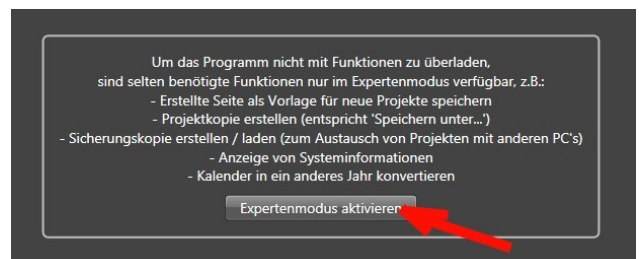 Um das Programm nicht mit Funktionen zu überladen,
sind selten benötigte Funktionen nur im Expertenmodus verfügbar, z.B.:
- Erstellte Seite als Vorlage für neue Projekte speichern
- Projektkopie erstellen (entspricht 'Speichern unter...')
- Sicherungskopie erstellen / laden (zum Austausch von Projekten mit anderen PC's)
- Anzeige von Systeminformationen
- Kalender in ein anderes Jahr konvertieren
Expertenmodus aktivieren